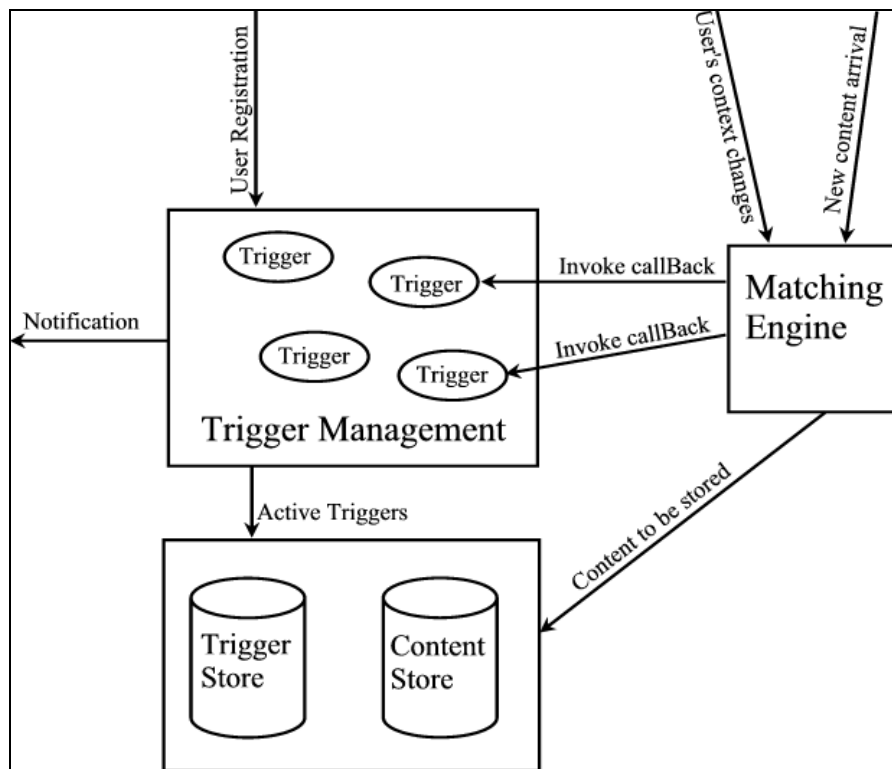 User Registration
User's context changes
New content arrival
Trigger
Trigger
Invoke callBack
Matching
Engine
Notification
Trigger
Trigger
Invoke callBack
Trigger Management
Active Triggers
Content to be stored
Trigger
Store
Content
Store